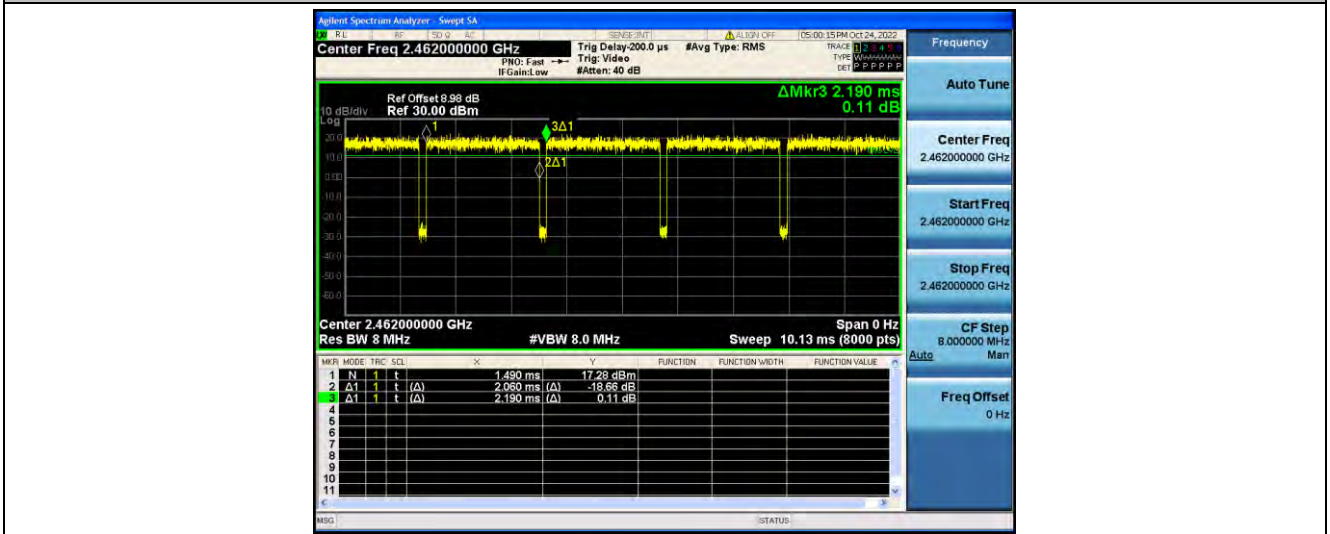 Agilent Spectrum Analyzer - Swept SA
RL RF 50 Ω AC SENSE:INT ALIGN OFF 05:00:15 PM Oct 24, 2022
Center Freq 2.462000000 GHz
Trig Delay-200.0 µs #Avg Type: RMS
TRACE 1 2 3 4 5 6
PNO: Fast Trig: Video
TYPE
IFGain:Low #Atten: 40 dB
DET P P P P P P
ΔMkr3 2.190 ms
0.11 dB
Ref Offset 8.98 dB
10 dB/div Ref 30.00 dBm
Log
20.0
10.0
0.00
-10.0
-20.0
-30.0
-40.0
-50.0
-60.0
1
3Δ1
2Δ1
Center 2.462000000 GHz Span 0 Hz
Res BW 8 MHz #VBW 8.0 MHz Sweep 10.13 ms (8000 pts)
MKR MODE TRC SCL X Y FUNCTION FUNCTION WIDTH FUNCTION VALUE
1 N 1 t 1.490 ms 17.28 dBm
2 Δ1 1 t (Δ) 2.060 ms (Δ) -18.66 dB
3 Δ1 1 t (Δ) 2.190 ms (Δ) 0.11 dB
4
5
6
7
8
9
10
11
MSG STATUS
Frequency
Auto Tune
Center Freq
2.462000000 GHz
Start Freq
2.462000000 GHz
Stop Freq
2.462000000 GHz
CF Step
8.000000 MHz
Auto Man
Freq Offset
0 Hz